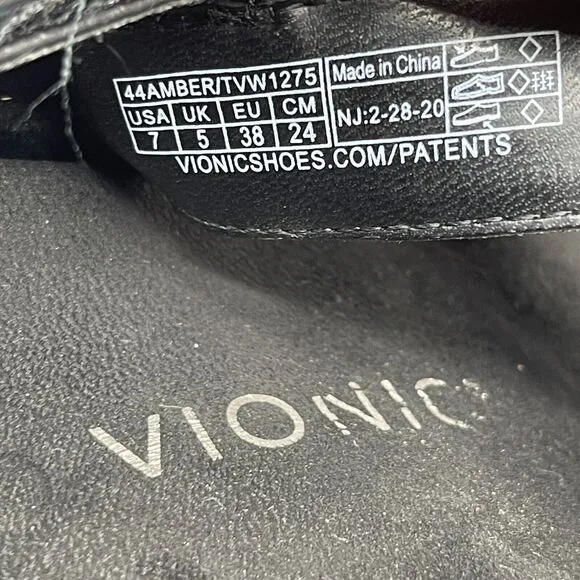 44AMBER/TVW1275
USA UK EU CM
7 5 38 24
Made in China
NJ:2-28-20
VIONICSHOES.COM/PATENTS
VIONIC